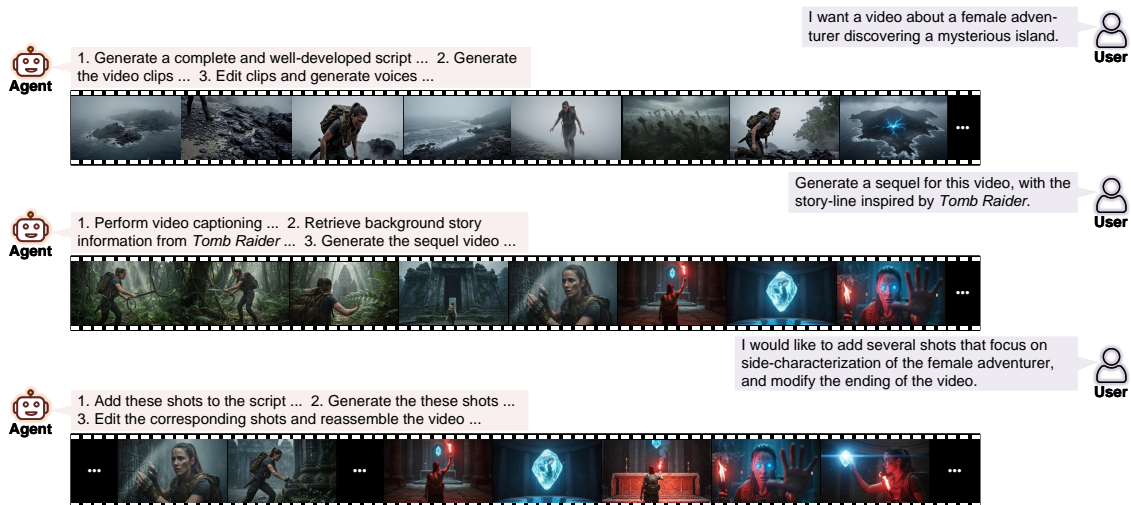 I want a video about a female adven-
turer discovering a mysterious island.
User
Agent
1. Generate a complete and well-developed script ... 2. Generate
the video clips ... 3. Edit clips and generate voices ...
...
Generate a sequel for this video, with the
story-line inspired by Tomb Raider.
User
Agent
1. Perform video captioning ... 2. Retrieve background story
information from Tomb Raider ... 3. Generate the sequel video ...
...
I would like to add several shots that focus on
side-characterization of the female adventurer,
and modify the ending of the video.
User
Agent
1. Add these shots to the script ... 2. Generate the these shots ...
3. Edit the corresponding shots and reassemble the video ...
... ... ...